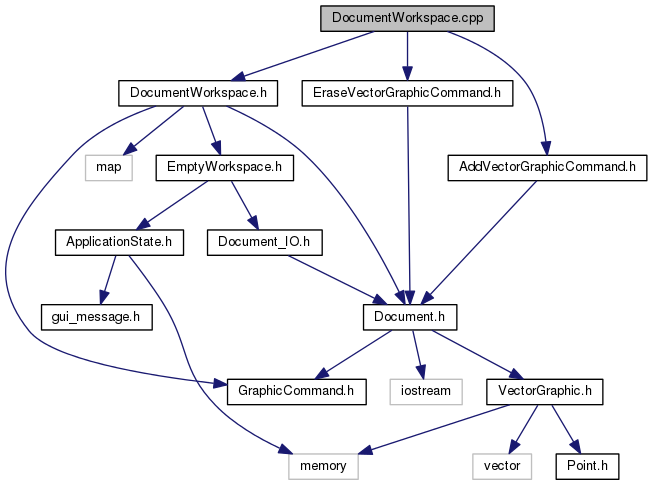 DocumentWorkspace.cpp
DocumentWorkspace.h
EraseVectorGraphicCommand.h
map
EmptyWorkspace.h
AddVectorGraphicCommand.h
ApplicationState.h
Document_IO.h
gui_message.h
Document.h
GraphicCommand.h
iostream
VectorGraphic.h
memory
vector
Point.h